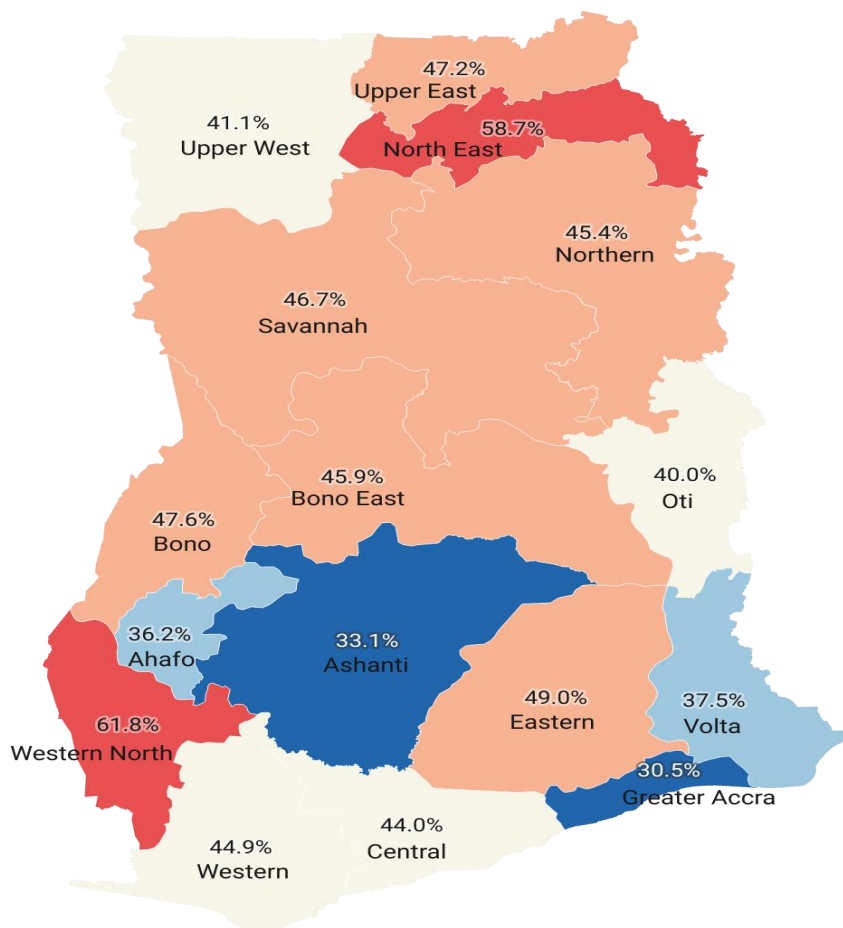 47.2%
Upper East
41.1%
Upper West
58.7%
North East
45.4%
Northern
46.7%
Savannah
45.9%
Bono East
40.0%
Oti
47.6%
Bono
36.2%
Ahafo
33.1%
Ashanti
49.0%
Eastern
37.5%
Volta
61.8%
Western North
30.5%
Greater Accra
44.0%
Central
44.9%
Western